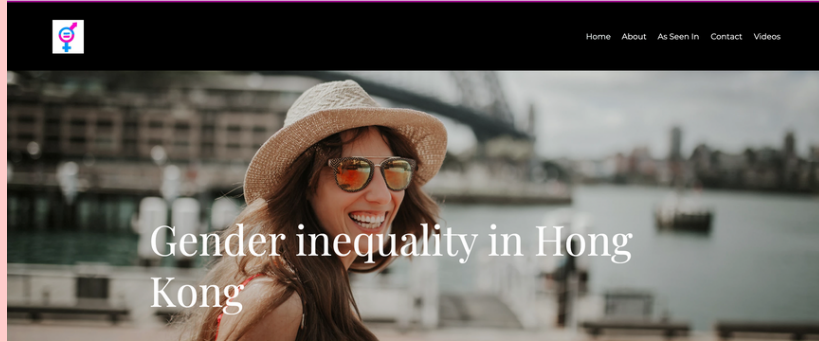 Home About As Seen In Contact Videos
Gender inequality in Hong
Kong